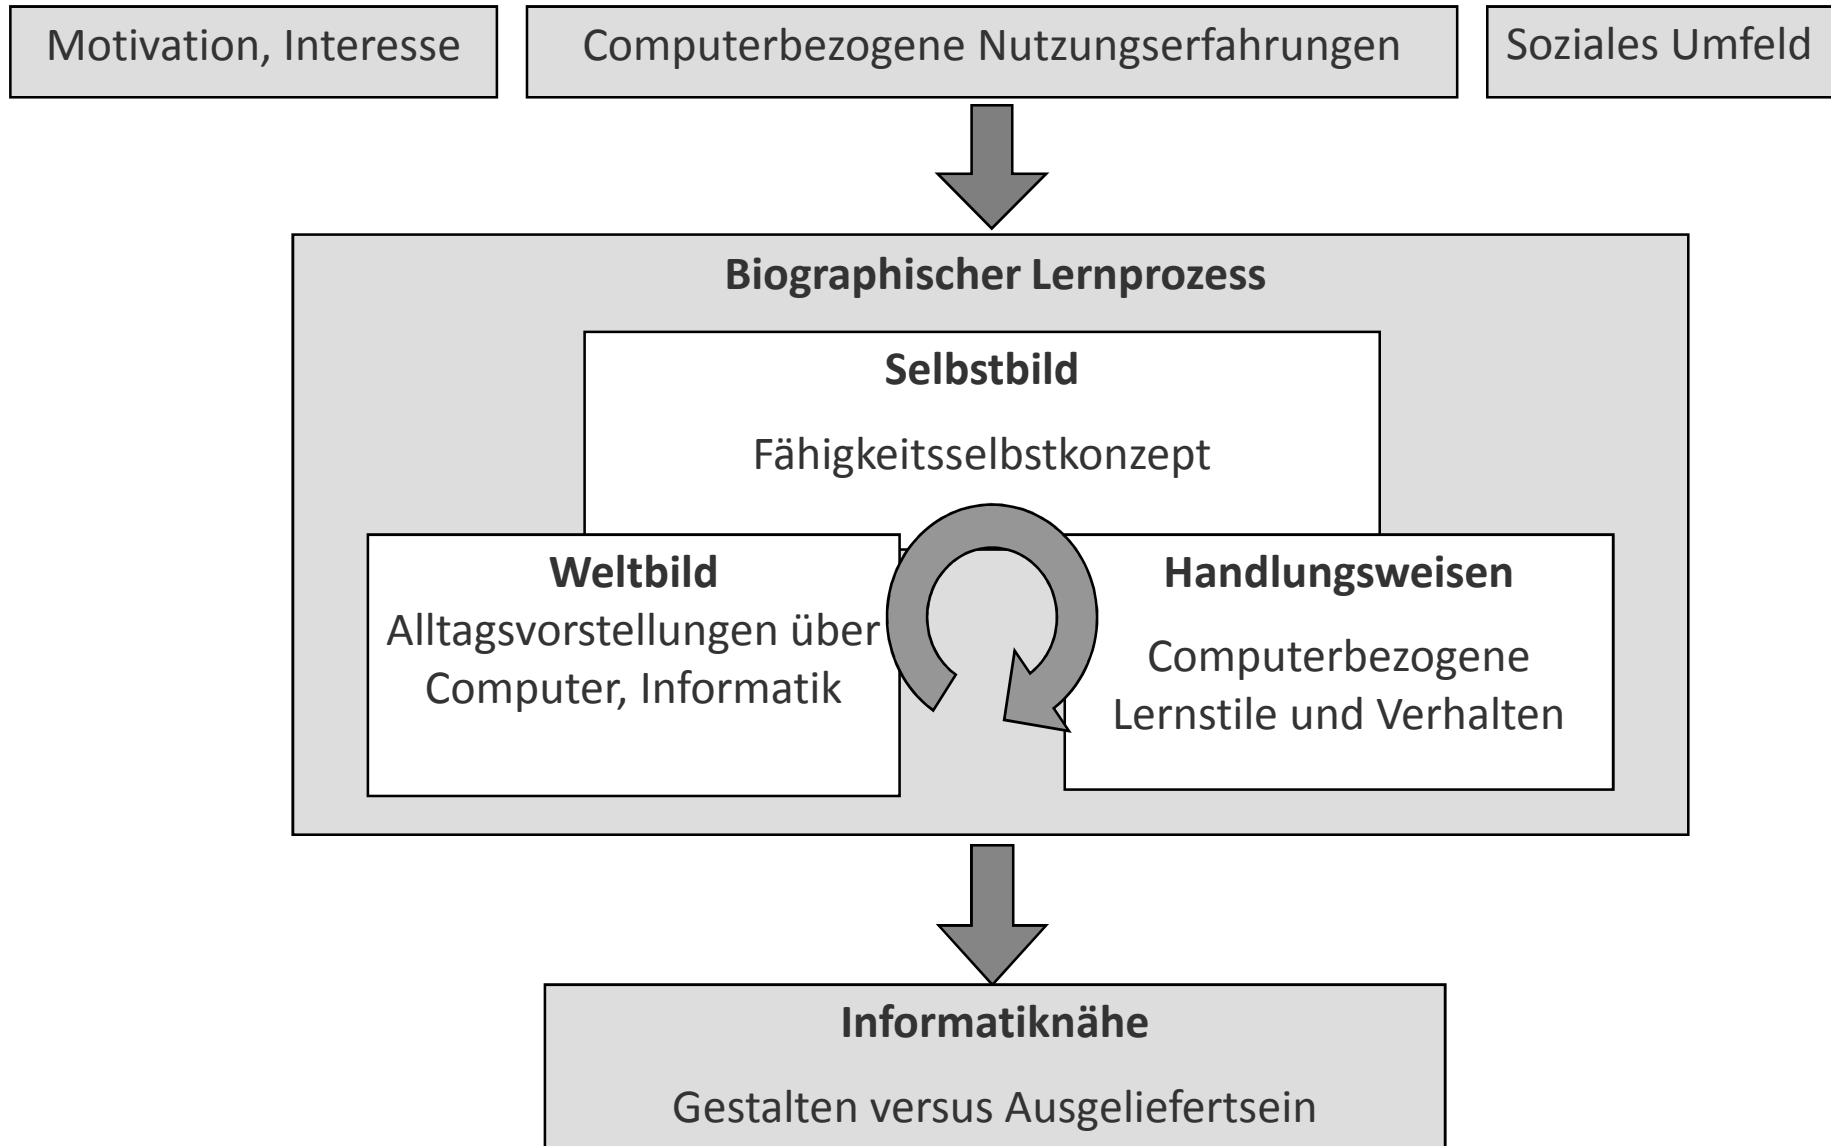 Motivation, Interesse
Computerbezogene Nutzungserfahrungen
Soziales Umfeld
Biographischer Lernprozess
Selbstbild
Fähigkeitsselbstkonzept
Weltbild
Alltagsvorstellungen über
Computer, Informatik
Handlungsweisen
Computerbezogene
Lernstile und Verhalten
Informatiknähe
Gestalten versus Ausgeliefertsein